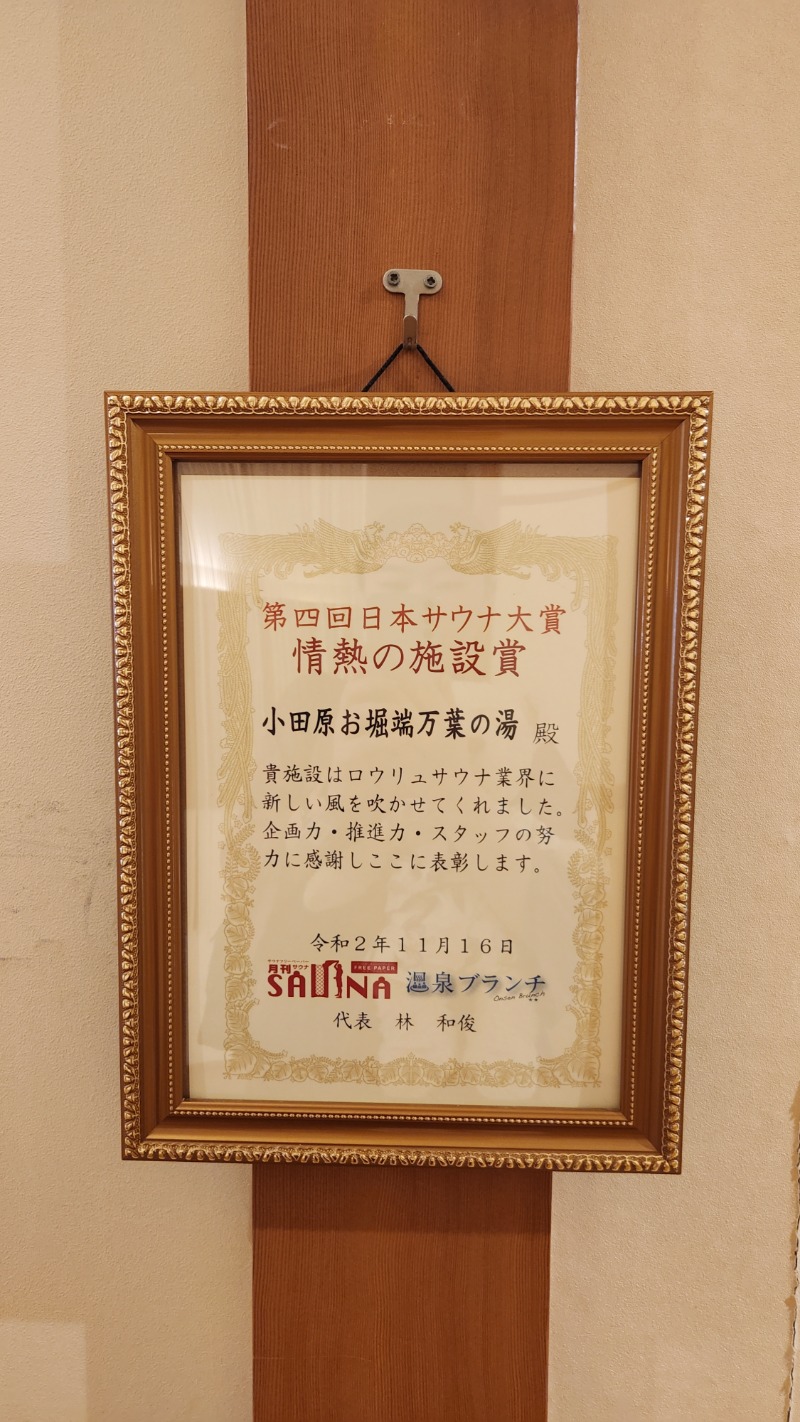 第四回日本サウナ大賞
情熱の施設賞
小田原お堀端万葉の湯 殿
貴施設はロウリュサウナ業界に
新しい風を吹かせてくれました。
企画力・推進力・スタッフの努
力に感謝しここに表彰します。
令和２年１１月１６日
月刊サウナ SAUNA FREE PAPER 温泉ブランチ Onsen Branch
代表 林 和俊